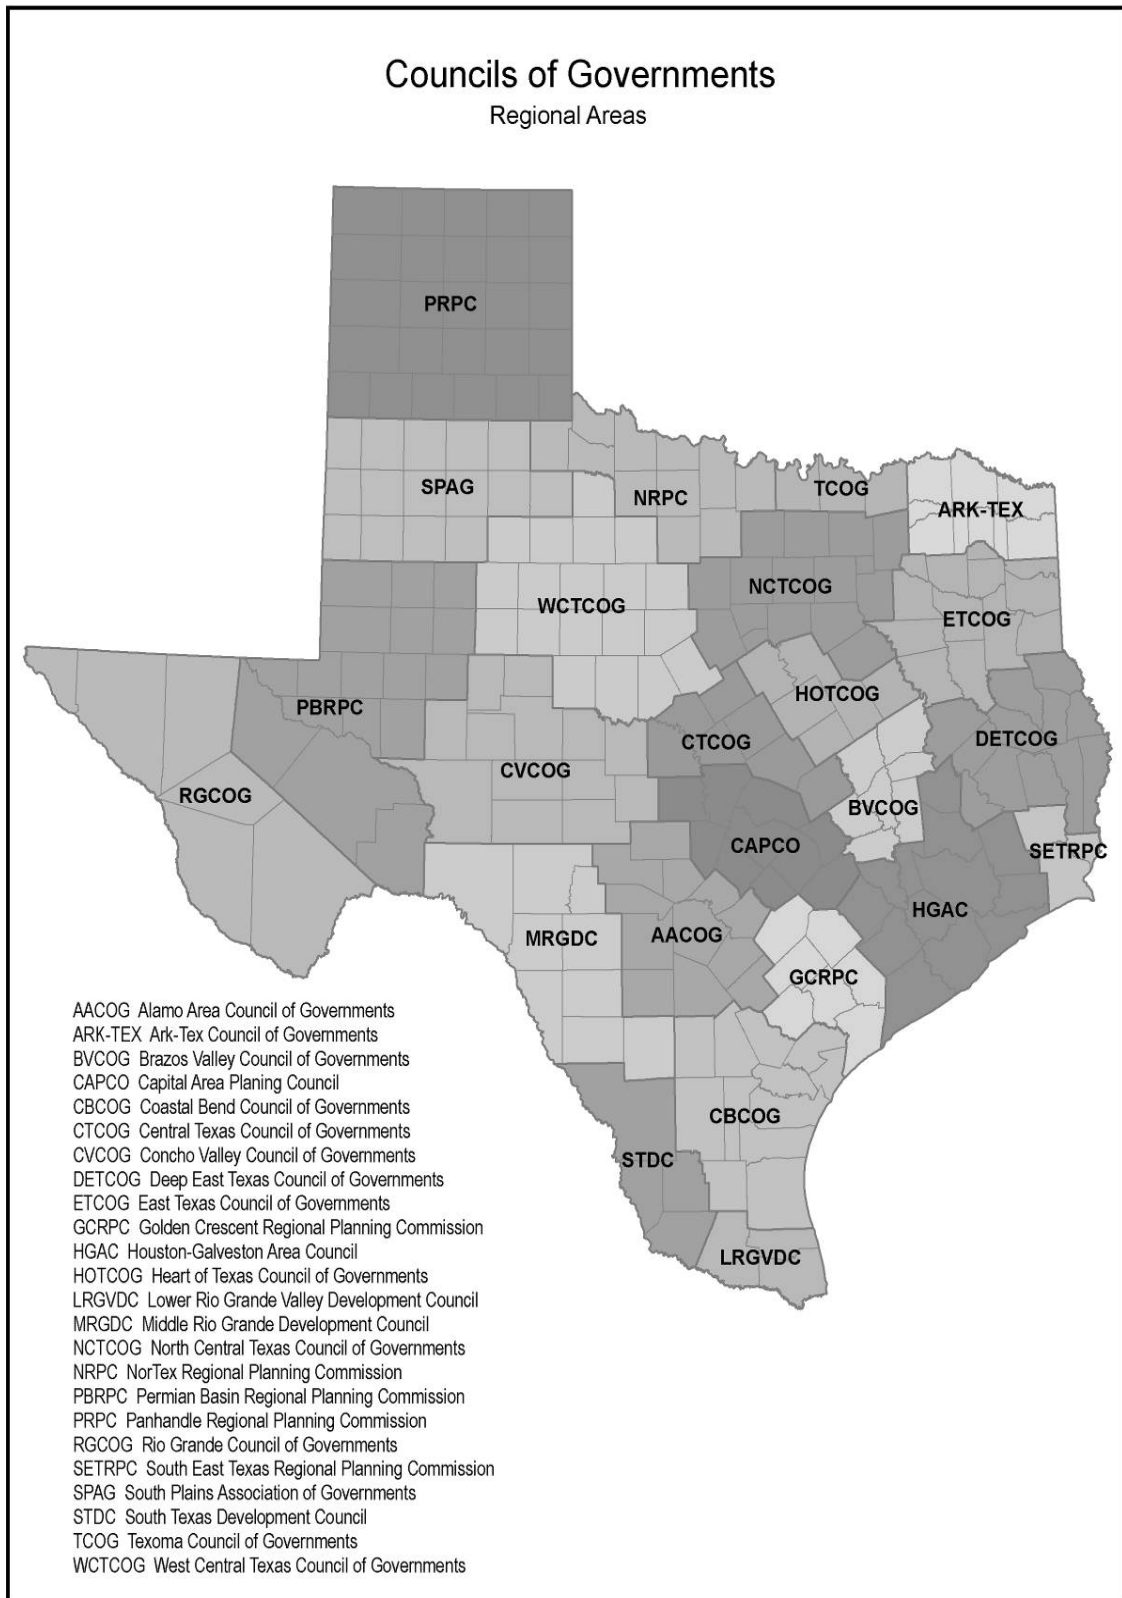 Councils of Governments
Regional Areas
PRPC
SPAG
NRPC
TCOG
ARK-TEX
NCTCOG
WCTCOG
ETCOG
HOTCOG
PBRPC
CTCOG
DETCOG
CVCOG
RGCOG
BVCOG
CAPCO
SETRPC
HGAC
MRGDC
AACOG
GCRPC
CBCOG
STDC
LRGVDC
AACOG Alamo Area Council of Governments
ARK-TEX Ark-Tex Council of Governments
BVCOG Brazos Valley Council of Governments
CAPCO Capital Area Planing Council
CBCOG Coastal Bend Council of Governments
CTCOG Central Texas Council of Governments
CVCOG Concho Valley Council of Governments
DETCOG Deep East Texas Council of Governments
ETCOG East Texas Council of Governments
GCRPC Golden Crescent Regional Planning Commission
HGAC Houston-Galveston Area Council
HOTCOG Heart of Texas Council of Governments
LRGVDC Lower Rio Grande Valley Development Council
MRGDC Middle Rio Grande Development Council
NCTCOG North Central Texas Council of Governments
NRPC NorTex Regional Planning Commission
PBRPC Permian Basin Regional Planning Commission
PRPC Panhandle Regional Planning Commission
RGCOG Rio Grande Council of Governments
SETRPC South East Texas Regional Planning Commission
SPAG South Plains Association of Governments
STDC South Texas Development Council
TCOG Texoma Council of Governments
WCTCOG West Central Texas Council of Governments